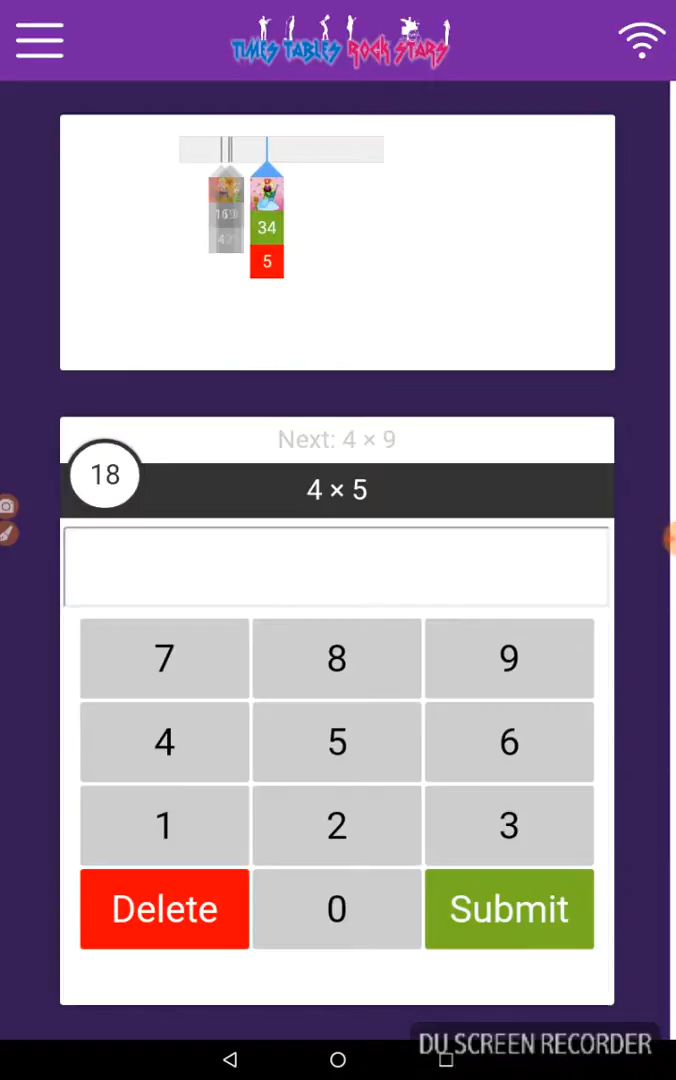 TIMES TABLES ROCK STARS
34
5
Next: 4 × 9
18
4 × 5
7 8 9
4 5 6
1 2 3
Delete 0 Submit
DU SCREEN RECORDER